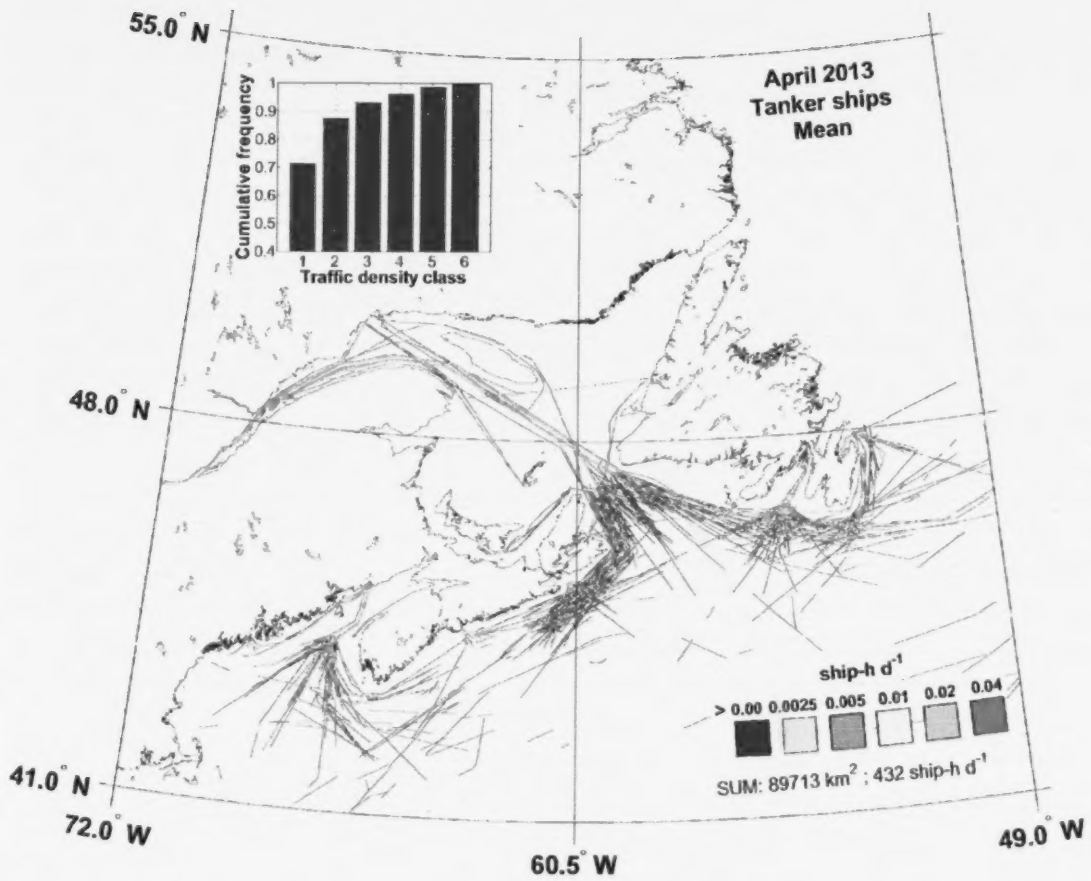 55.0° N
April 2013
Tanker ships
Mean
Cumulative frequency
1
0.9
0.8
0.7
0.6
0.5
0.4
1 2 3 4 5 6
Traffic density class
48.0° N
ship-h d⁻¹
> 0.00 0.0025 0.005 0.01 0.02 0.04
SUM: 89713 km² ; 432 ship-h d⁻¹
41.0° N
72.0° W
60.5° W
49.0° W